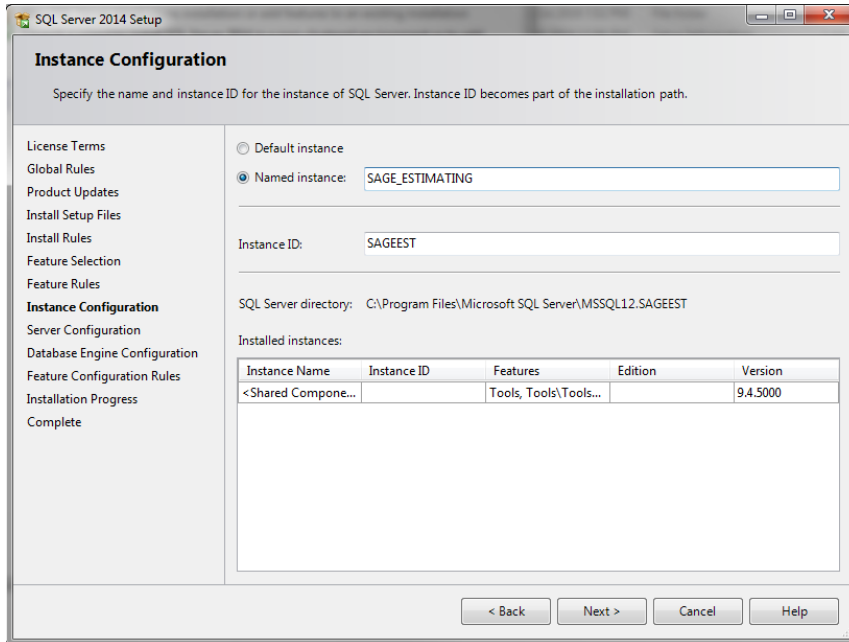 SQL Server 2014 Setup
Instance Configuration
Specify the name and instance ID for the instance of SQL Server. Instance ID becomes part of the installation path.
License Terms
Global Rules
Product Updates
Install Setup Files
Install Rules
Feature Selection
Feature Rules
Instance Configuration
Server Configuration
Database Engine Configuration
Feature Configuration Rules
Installation Progress
Complete
Default instance
Named instance: SAGE_ESTIMATING
Instance ID: SAGEEST
SQL Server directory: C:\Program Files\Microsoft SQL Server\MSSQL12.SAGEEST
Installed instances:
Instance Name Instance ID Features Edition Version
<Shared Compone... Tools, Tools\Tools... 9.4.5000
< Back Next > Cancel Help